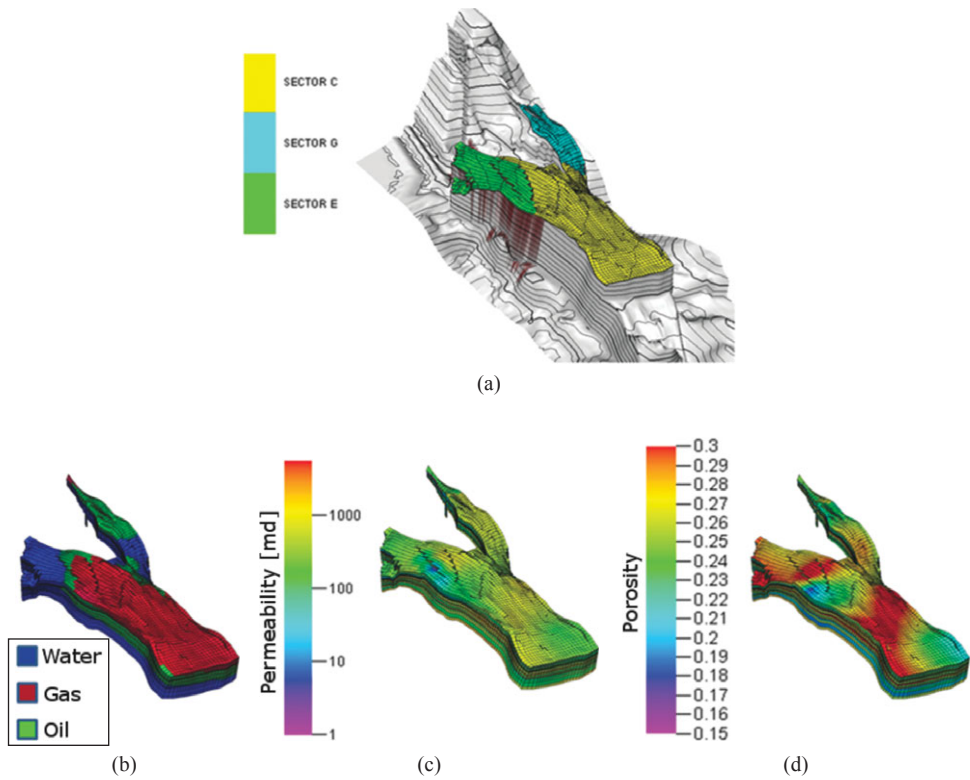 SECTOR C
SECTOR G
SECTOR E
(a)
Water
Gas
Oil
(b)
Permeability [md]
1000
100
10
1
(c)
Porosity
0.3
0.29
0.28
0.27
0.26
0.25
0.24
0.23
0.22
0.21
0.2
0.19
0.18
0.17
0.16
0.15
(d)